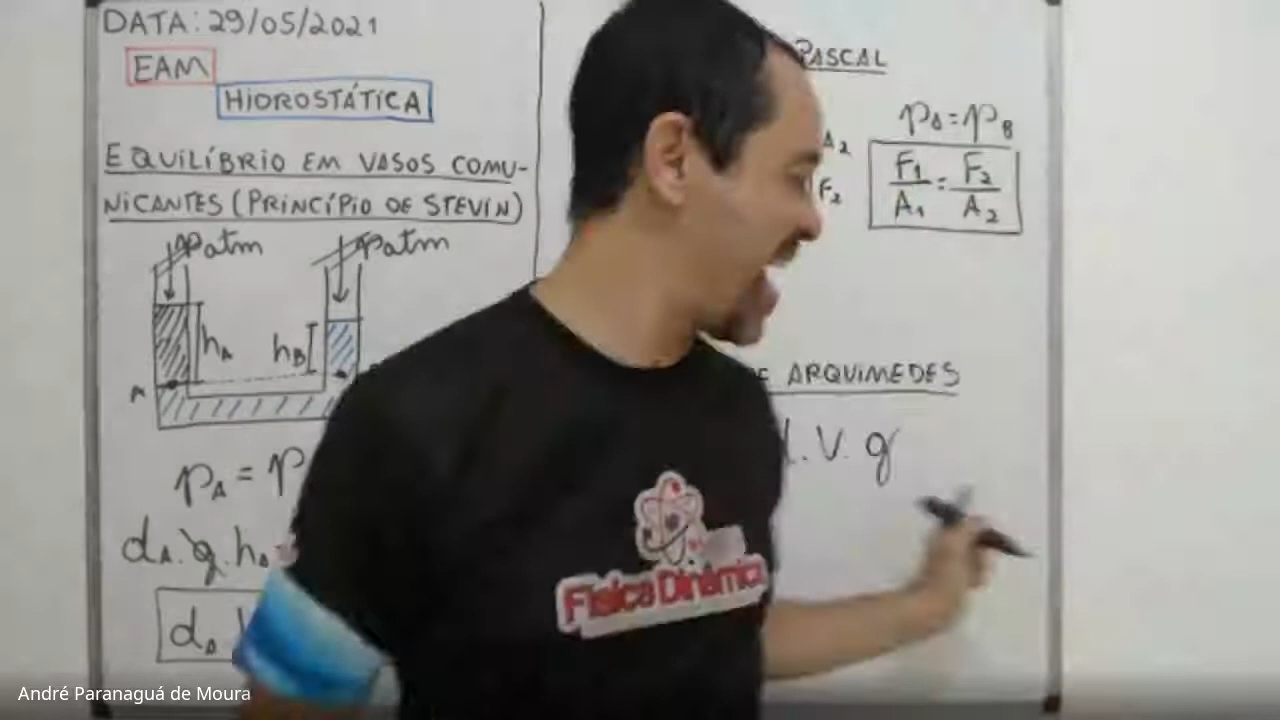 DATA: 29/05/2021
EAM
HIDROSTÁTICA
EQUILÍBRIO EM VASOS COMU-
NICANTES (PRINCÍPIO DE STEVIN)
patm patm
hA hB
A
pA = p
dA.g.hA =
dA
PASCAL
A2
F2
pA = pB
F1/A1 = F2/A2
DE ARQUIMEDES
d.V.g
Física Dinâmica
André Paranaguá de Moura